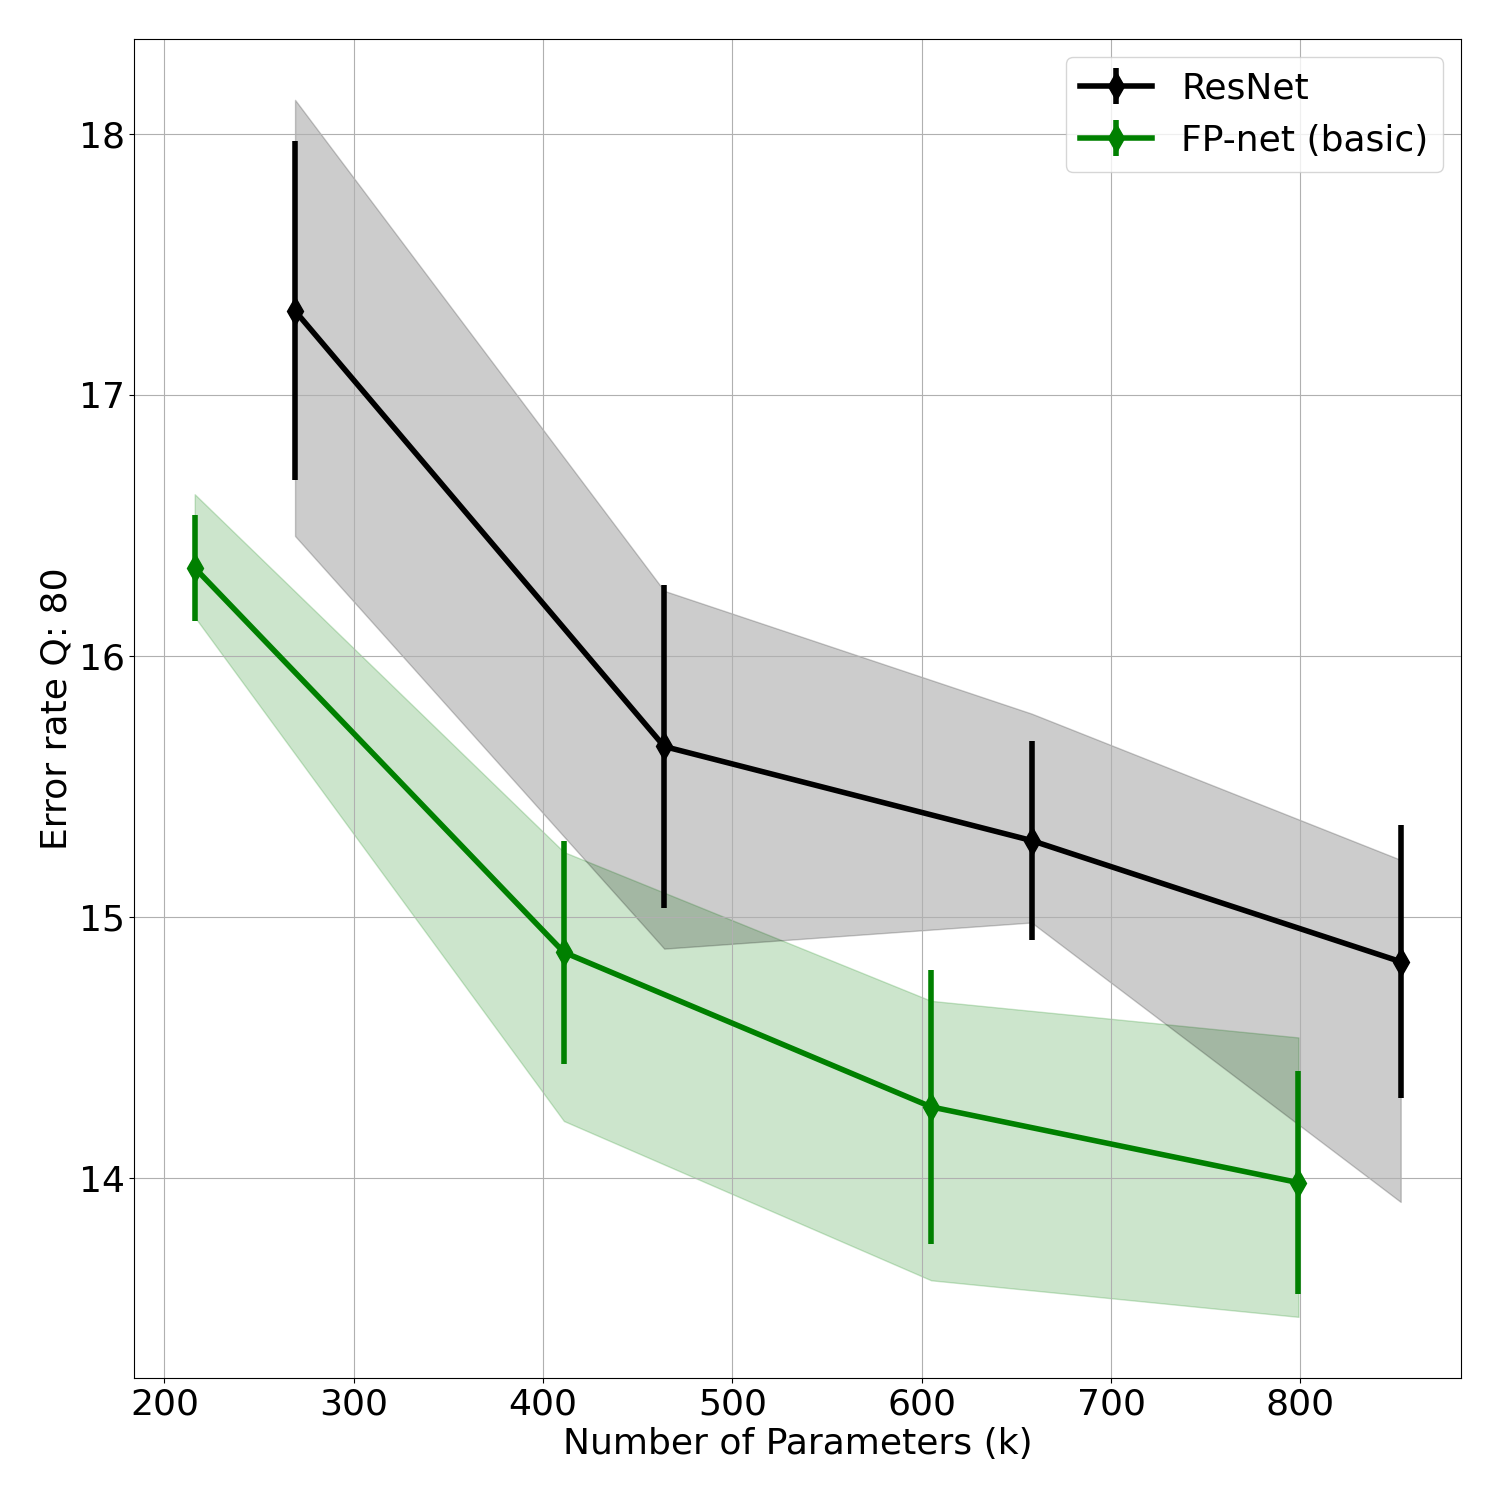 ResNet
FP-net (basic)
18
17
16
15
14
Error rate Q: 80
200 300 400 500 600 700 800
Number of Parameters (k)